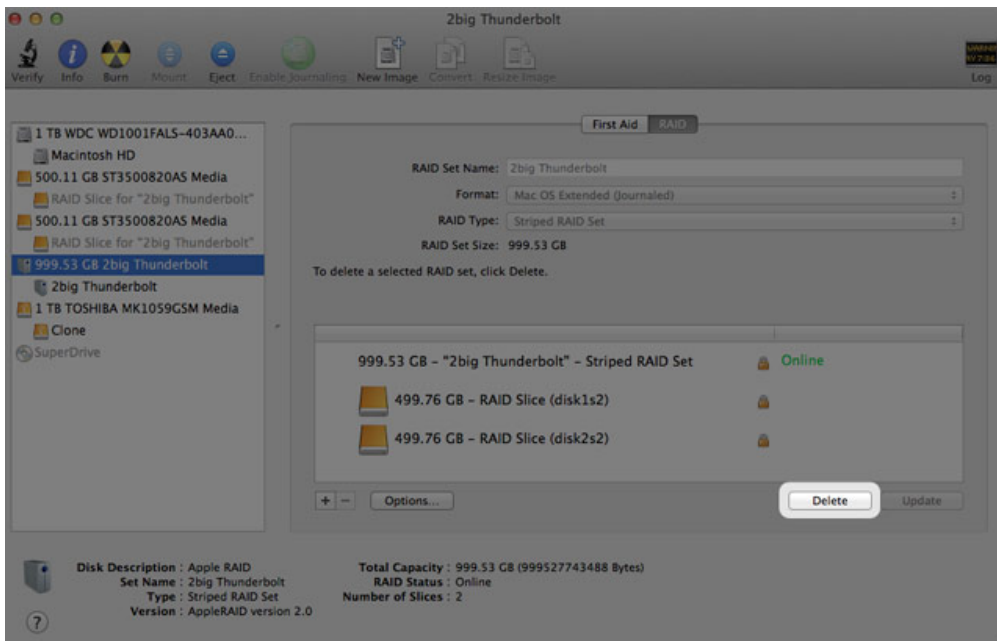 2big Thunderbolt
Verify Info Burn Mount Eject Enable Journaling New Image Convert Resize Image Log
1 TB WDC WD1001FALS-403AA0...
Macintosh HD
500.11 GB ST3500820AS Media
RAID Slice for "2big Thunderbolt"
500.11 GB ST3500820AS Media
RAID Slice for "2big Thunderbolt"
999.53 GB 2big Thunderbolt
2big Thunderbolt
1 TB TOSHIBA MK1059GSM Media
Clone
SuperDrive
First Aid RAID
RAID Set Name: 2big Thunderbolt
Format: Mac OS Extended (Journaled)
RAID Type: Striped RAID Set
RAID Set Size: 999.53 GB
To delete a selected RAID set, click Delete.
999.53 GB – "2big Thunderbolt" – Striped RAID Set Online
499.76 GB – RAID Slice (disk1s2)
499.76 GB – RAID Slice (disk2s2)
+ − Options... Delete Update
Disk Description : Apple RAID
Set Name : 2big Thunderbolt
Type : Striped RAID Set
Version : AppleRAID version 2.0
Total Capacity : 999.53 GB (999527743488 Bytes)
RAID Status : Online
Number of Slices : 2
?